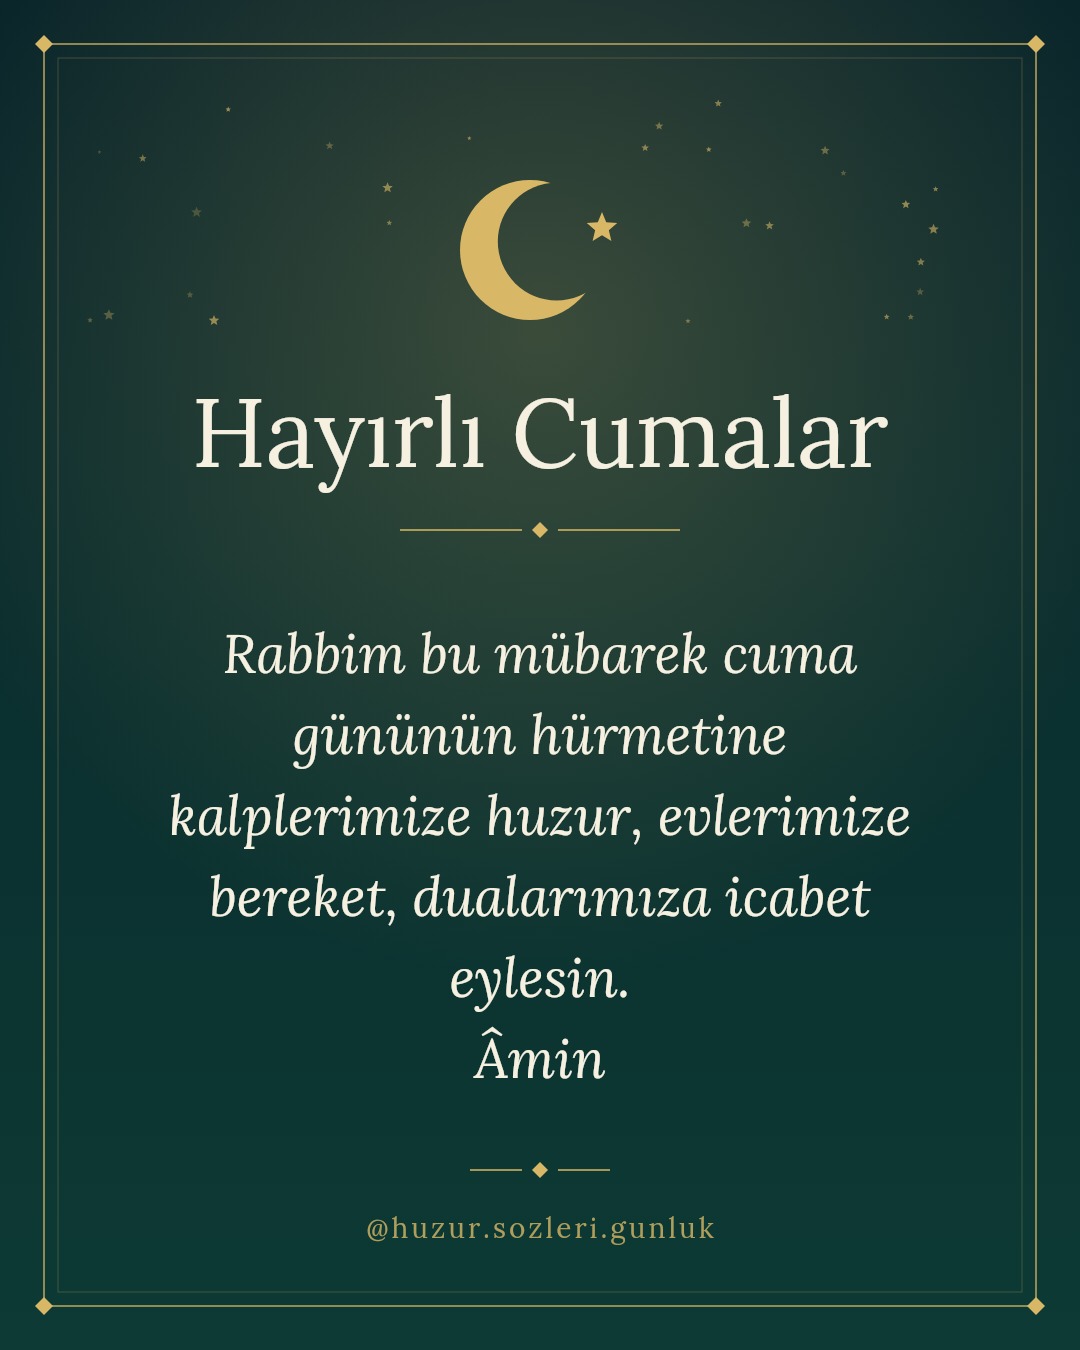 Hayırlı Cumalar
Rabbim bu mübarek cuma
gününün hürmetine
kalplerimize huzur, evlerimize
bereket, dualarımıza icabet
eylesin.
Âmin
@huzur.sozleri.gunluk